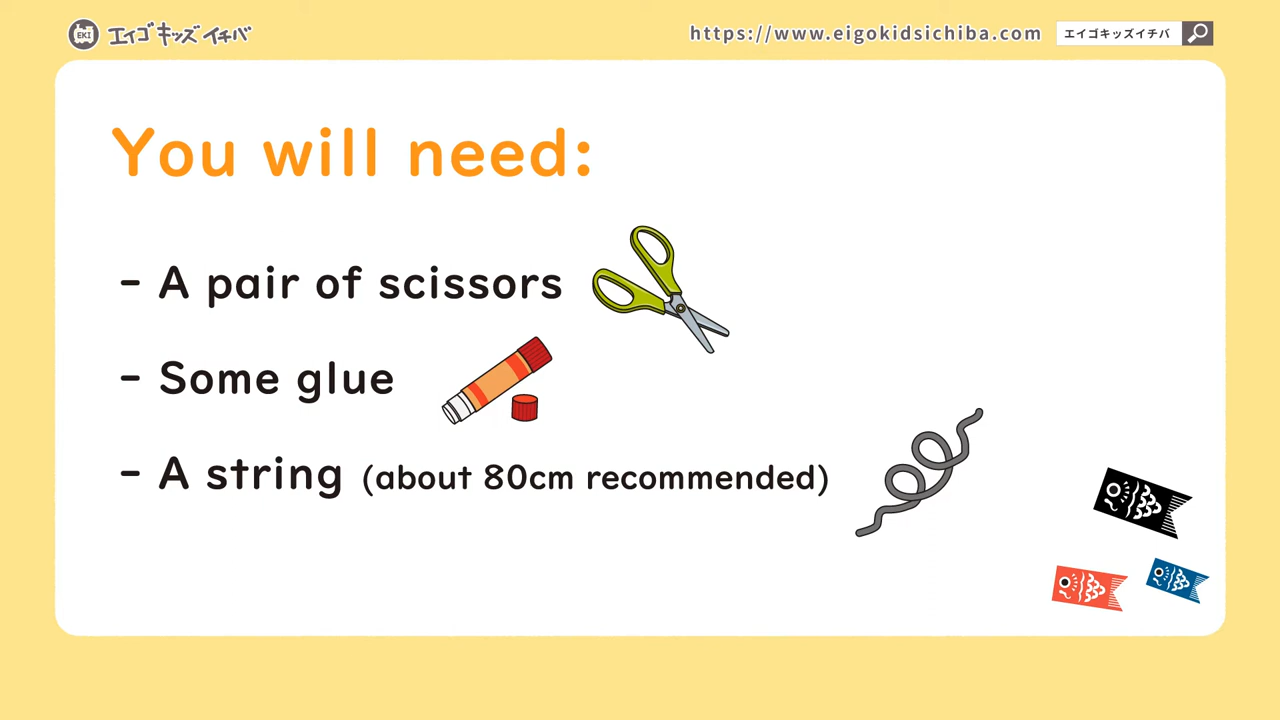 EKI エイゴキッズイチバ
https://www.eigokidsichiba.com
エイゴキッズイチバ
You will need:
- A pair of scissors
- Some glue
- A string (about 80cm recommended)